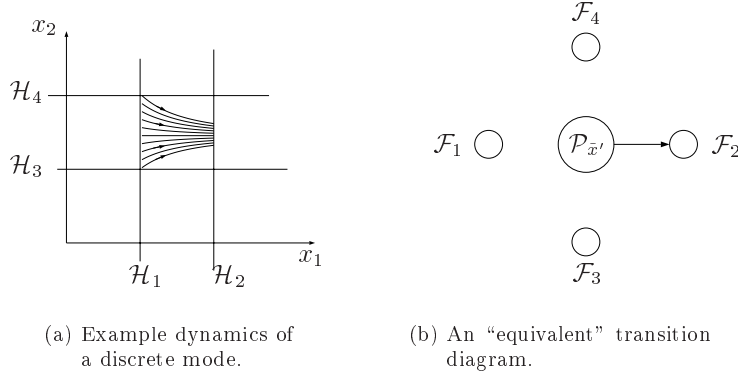 x₂
ℋ₄
ℋ₃
ℋ₁
ℋ₂
x₁
ℱ₄
ℱ₁
𝒫_x̄′
ℱ₂
ℱ₃
(a) Example dynamics of
a discrete mode.
(b) An “equivalent” transition
diagram.